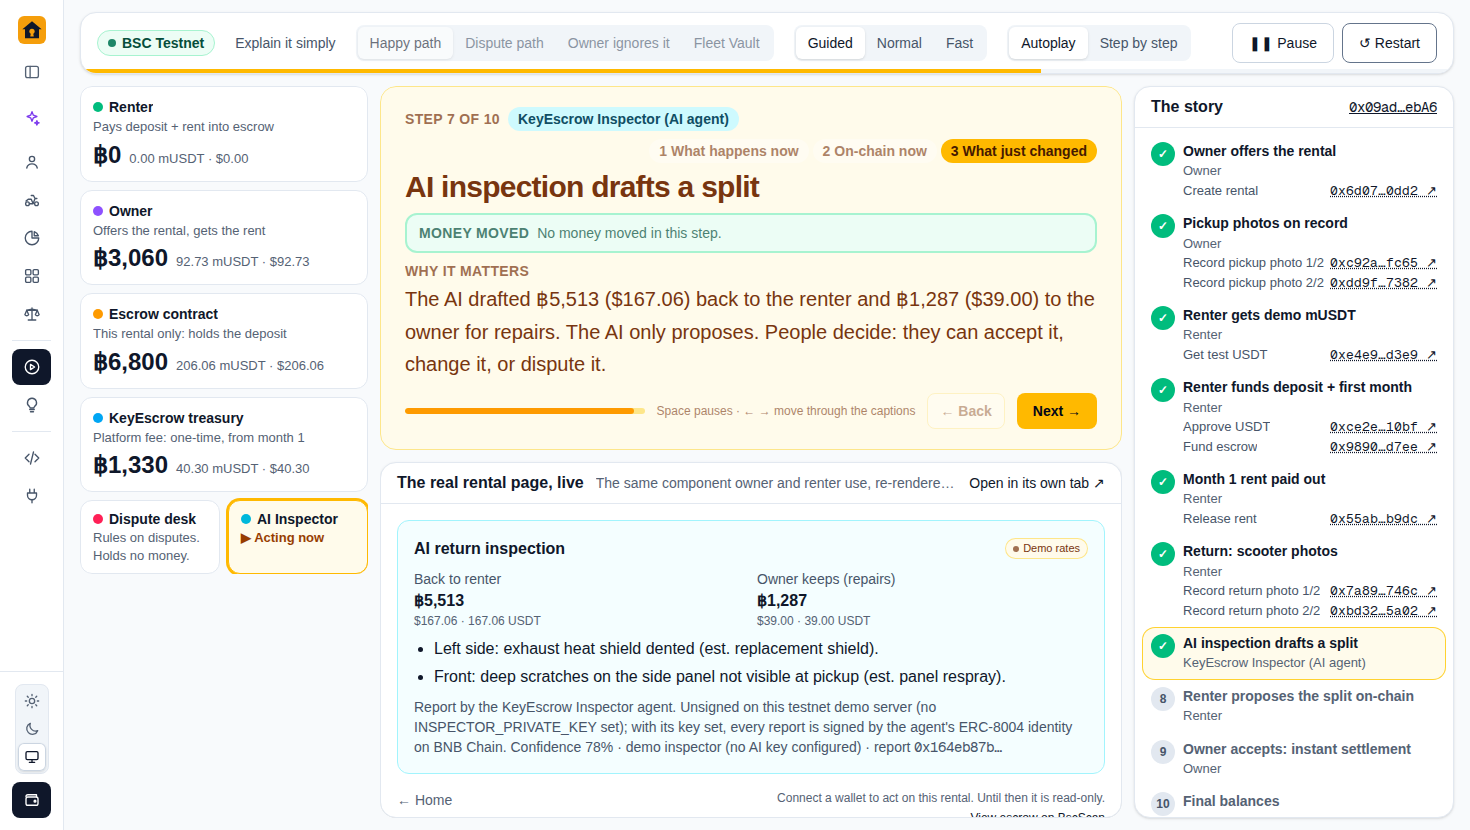 BSC Testnet
Explain it simply
Happy path
Dispute path
Owner ignores it
Fleet Vault
Guided
Normal
Fast
Autoplay
Step by step
❚❚ Pause
↺ Restart
Renter
Pays deposit + rent into escrow
฿0 0.00 mUSDT · $0.00
Owner
Offers the rental, gets the rent
฿3,060 92.73 mUSDT · $92.73
Escrow contract
This rental only: holds the deposit
฿6,800 206.06 mUSDT · $206.06
KeyEscrow treasury
Platform fee: one-time, from month 1
฿1,330 40.30 mUSDT · $40.30
Dispute desk
Rules on disputes.
Holds no money.
AI Inspector
▶ Acting now
STEP 7 OF 10 KeyEscrow Inspector (AI agent)
1 What happens now
2 On-chain now
3 What just changed
AI inspection drafts a split
MONEY MOVED No money moved in this step.
WHY IT MATTERS
The AI drafted ฿5,513 ($167.06) back to the renter and ฿1,287 ($39.00) to the
owner for repairs. The AI only proposes. People decide: they can accept it,
change it, or dispute it.
Space pauses · ← → move through the captions
← Back
Next →
The real rental page, live
The same component owner and renter use, re-rendere…
Open in its own tab ↗
AI return inspection
Demo rates
Back to renter
฿5,513
$167.06 · 167.06 USDT
Owner keeps (repairs)
฿1,287
$39.00 · 39.00 USDT
• Left side: exhaust heat shield dented (est. replacement shield).
• Front: deep scratches on the side panel not visible at pickup (est. panel respray).
Report by the KeyEscrow Inspector agent. Unsigned on this testnet demo server (no
INSPECTOR_PRIVATE_KEY set); with its key set, every report is signed by the agent's ERC-8004 identity
on BNB Chain. Confidence 78% · demo inspector (no AI key configured) · report 0x164eb87b…
← Home
Connect a wallet to act on this rental. Until then it is read-only.
View escrow on BscScan
The story
0x09ad…ebA6
Owner offers the rental
Owner
Create rental 0x6d07…0dd2 ↗
Pickup photos on record
Owner
Record pickup photo 1/2 0xc92a…fc65 ↗
Record pickup photo 2/2 0xdd9f…7382 ↗
Renter gets demo mUSDT
Renter
Get test USDT 0xe4e9…d3e9 ↗
Renter funds deposit + first month
Renter
Approve USDT 0xce2e…10bf ↗
Fund escrow 0x9890…d7ee ↗
Month 1 rent paid out
Renter
Release rent 0x55ab…b9dc ↗
Return: scooter photos
Renter
Record return photo 1/2 0x7a89…746c ↗
Record return photo 2/2 0xbd32…5a02 ↗
AI inspection drafts a split
KeyEscrow Inspector (AI agent)
8 Renter proposes the split on-chain
Renter
9 Owner accepts: instant settlement
Owner
10 Final balances